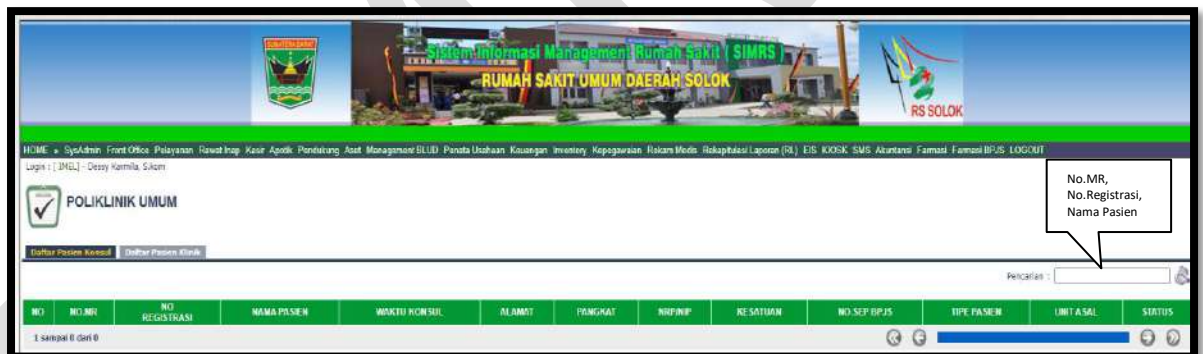 SUMATERA BARAT
Sistem Informasi Management Rumah Sakit ( SIMRS )
RUMAH SAKIT UMUM DAERAH SOLOK
RS SOLOK
HOME » SysAdmin Front Office Pelayanan Rawat Inap Kasir Apotik Pendukung Aset Management BLUD Penata Usahaan Keuangan Inventory Kepegawaian Rekam Medis Rekapitulasi Laporan (RL) EIS KIOSK SMS Akuntansi Farmasi Farmasi BPJS LOGOUT
Login : [ IMEL] - Dessy Karmila, S.Kom
POLIKLINIK UMUM
No.MR,
No.Registrasi,
Nama Pasien
Daftar Pasien Konsul Daftar Pasien Klinik
Pencarian :
NO NO.MR NO REGISTRASI NAMA PASIEN WAKTU KONSUL ALAMAT PANGKAT NRP/NIP KESATUAN NO.SEP BPJS TIPE PASIEN UNIT ASAL STATUS
1 sampai 0 dari 0